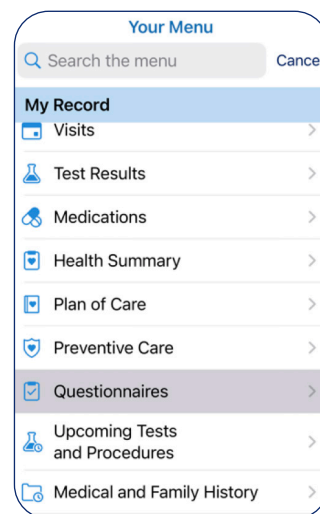 Your Menu
Search the menu
Cance
My Record
Visits
Test Results
Medications
Health Summary
Plan of Care
Preventive Care
Questionnaires
Upcoming Tests
and Procedures
Medical and Family History